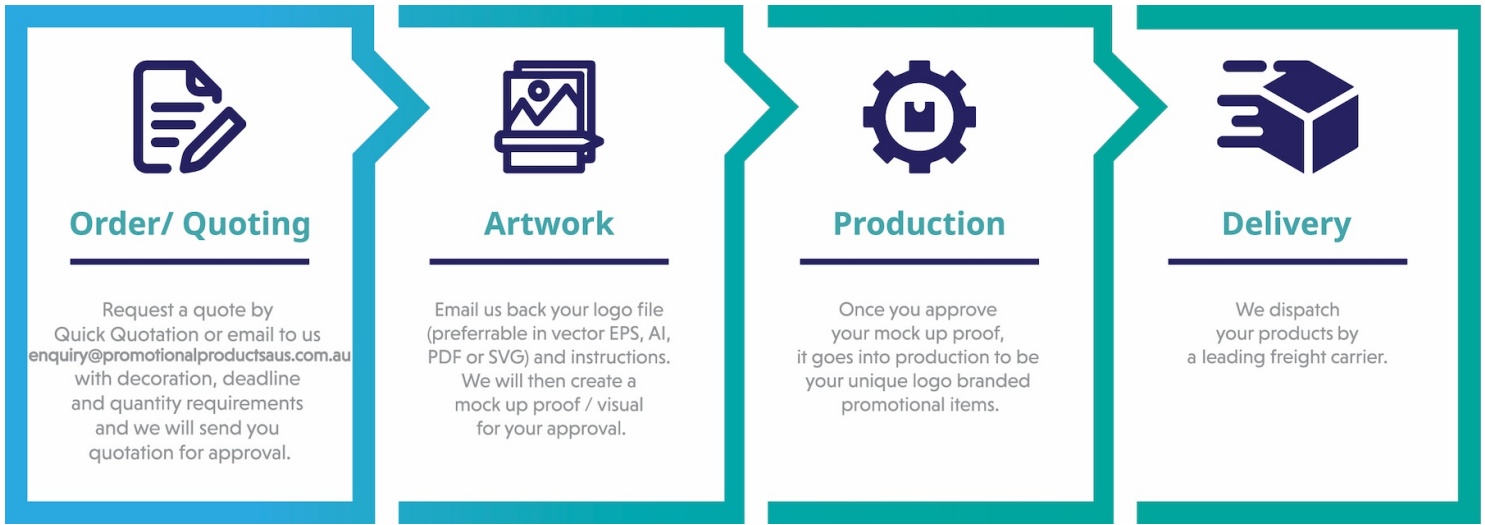 Order/ Quoting
Request a quote by
Quick Quotation or email to us
enquiry@promotionalproductsaus.com.au
with decoration, deadline
and quantity requirements
and we will send you
quotation for approval.
Artwork
Email us back your logo file
(preferrable in vector EPS, AI,
PDF or SVG) and instructions.
We will then create a
mock up proof / visual
for your approval.
Production
Once you approve
your mock up proof,
it goes into production to be
your unique logo branded
promotional items.
Delivery
We dispatch
your products by
a leading freight carrier.